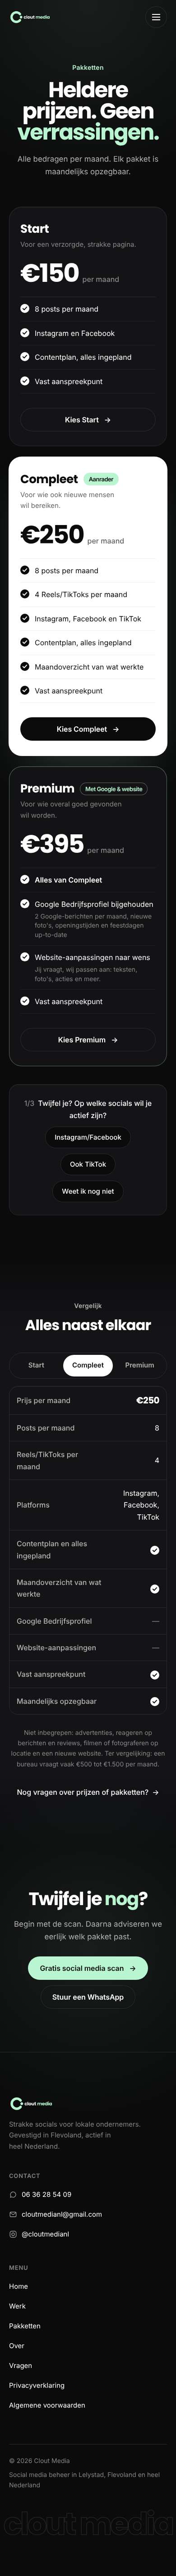 clout media
Pakketten
Heldere
prijzen. Geen
verrassingen.
Alle bedragen per maand. Elk pakket is
maandelijks opzegbaar.
Start
Voor een verzorgde, strakke pagina.
€150 per maand
8 posts per maand
Instagram en Facebook
Contentplan, alles ingepland
Vast aanspreekpunt
Kies Start →
Compleet Aanrader
Voor wie ook nieuwe mensen
wil bereiken.
€250 per maand
8 posts per maand
4 Reels/TikToks per maand
Instagram, Facebook en TikTok
Contentplan, alles ingepland
Maandoverzicht van wat werkte
Vast aanspreekpunt
Kies Compleet →
Premium Met Google & website
Voor wie overal goed gevonden
wil worden.
€395 per maand
Alles van Compleet
Google Bedrijfsprofiel bijgehouden
2 Google-berichten per maand, nieuwe
foto's, openingstijden en feestdagen
up-to-date
Website-aanpassingen naar wens
Jij vraagt, wij passen aan: teksten,
foto's, acties en meer.
Vast aanspreekpunt
Kies Premium →
1/3 Twijfel je? Op welke socials wil je
actief zijn?
Instagram/Facebook
Ook TikTok
Weet ik nog niet
Vergelijk
Alles naast elkaar
Start Compleet Premium
Prijs per maand €250
Posts per maand 8
Reels/TikToks per
maand 4
Platforms Instagram,
Facebook,
TikTok
Contentplan en alles
ingepland
Maandoverzicht van wat
werkte
Google Bedrijfsprofiel —
Website-aanpassingen —
Vast aanspreekpunt
Maandelijks opzegbaar
Niet inbegrepen: advertenties, reageren op
berichten en reviews, filmen of fotograferen op
locatie en een nieuwe website. Ter vergelijking: een
bureau vraagt vaak €500 tot €1.500 per maand.
Nog vragen over prijzen of pakketten? →
Twijfel je nog?
Begin met de scan. Daarna adviseren we
eerlijk welk pakket past.
Gratis social media scan →
Stuur een WhatsApp
clout media
Strakke socials voor lokale ondernemers.
Gevestigd in Flevoland, actief in
heel Nederland.
CONTACT
06 36 28 54 09
cloutmedianl@gmail.com
@cloutmedianl
MENU
Home
Werk
Pakketten
Over
Vragen
Privacyverklaring
Algemene voorwaarden
© 2026 Clout Media
Social media beheer in Lelystad, Flevoland en heel
Nederland
clout media